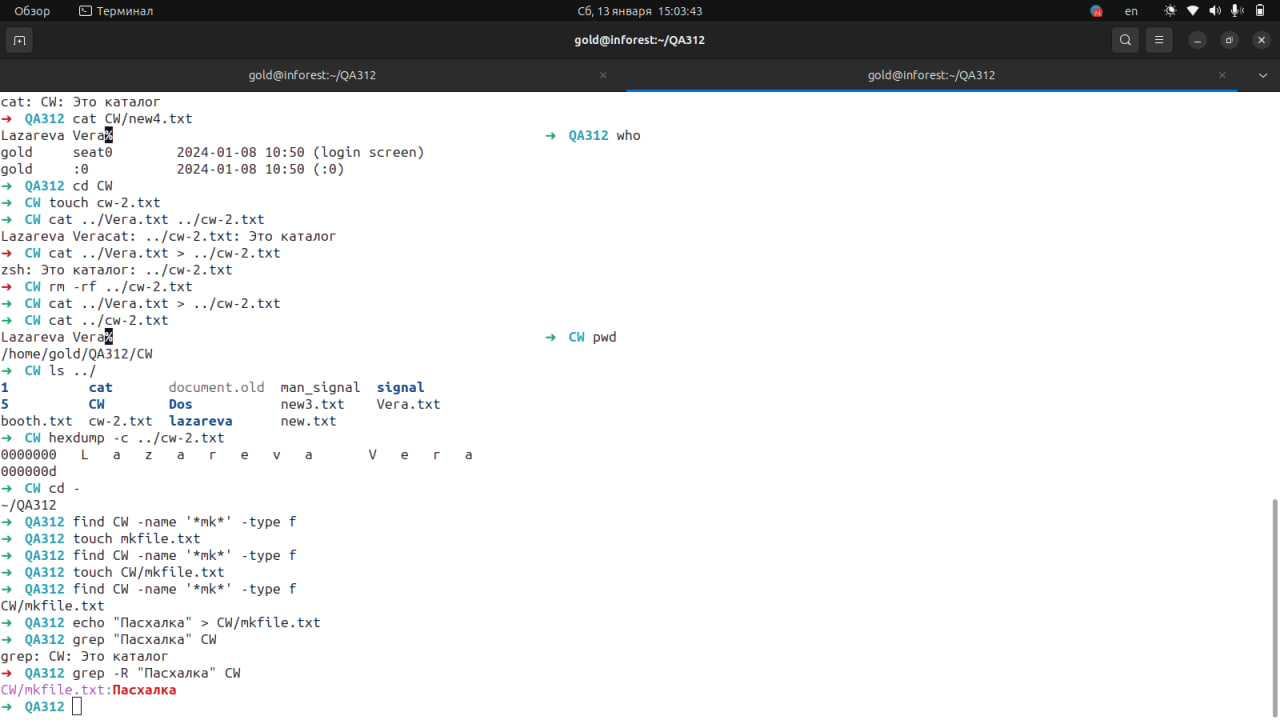 Обзор Терминал Сб, 13 января 15:03:43 en
gold@inforest:~/QA312
gold@inforest:~/QA312 gold@inforest:~/QA312
cat: CW: Это каталог
➜ QA312 cat CW/new4.txt
Lazareva Vera% ➜ QA312 who
gold seat0 2024-01-08 10:50 (login screen)
gold :0 2024-01-08 10:50 (:0)
➜ QA312 cd CW
➜ CW touch cw-2.txt
➜ CW cat ../Vera.txt ../cw-2.txt
Lazareva Veracat: ../cw-2.txt: Это каталог
➜ CW cat ../Vera.txt > ../cw-2.txt
zsh: Это каталог: ../cw-2.txt
➜ CW rm -rf ../cw-2.txt
➜ CW cat ../Vera.txt > ../cw-2.txt
➜ CW cat ../cw-2.txt
Lazareva Vera% ➜ CW pwd
/home/gold/QA312/CW
➜ CW ls ../
1 cat document.old man_signal signal
5 CW Dos new3.txt Vera.txt
booth.txt cw-2.txt lazareva new.txt
➜ CW hexdump -c ../cw-2.txt
0000000 L a z a r e v a V e r a
000000d
➜ CW cd -
~/QA312
➜ QA312 find CW -name '*mk*' -type f
➜ QA312 touch mkfile.txt
➜ QA312 find CW -name '*mk*' -type f
➜ QA312 touch CW/mkfile.txt
➜ QA312 find CW -name '*mk*' -type f
CW/mkfile.txt
➜ QA312 echo "Пасхалка" > CW/mkfile.txt
➜ QA312 grep "Пасхалка" CW
grep: CW: Это каталог
➜ QA312 grep -R "Пасхалка" CW
CW/mkfile.txt:Пасхалка
➜ QA312